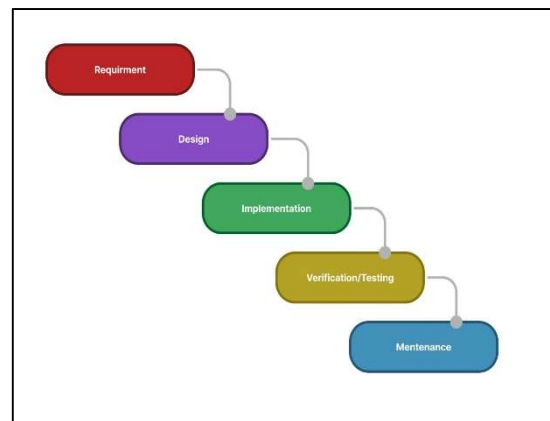 Requirment
Design
Implementation
Verification/Testing
Mentenance